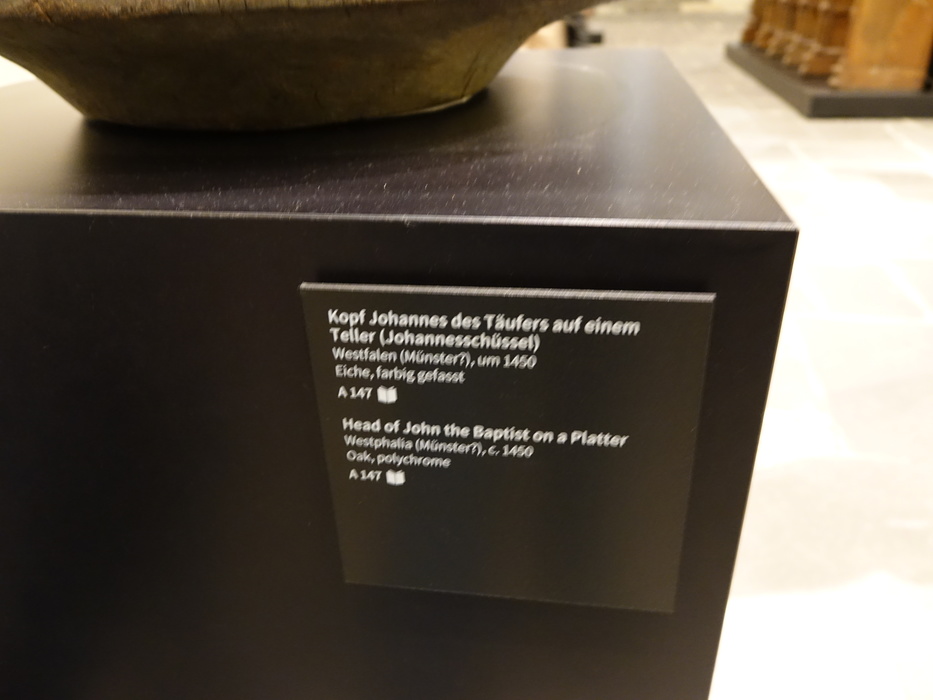 Kopf Johannes des Täufers auf einem
Teller (Johannesschüssel)
Westfalen (Münster?), um 1450
Eiche, farbig gefasst
A 147
Head of John the Baptist on a Platter
Westphalia (Münster?), c. 1450
Oak, polychrome
A 147